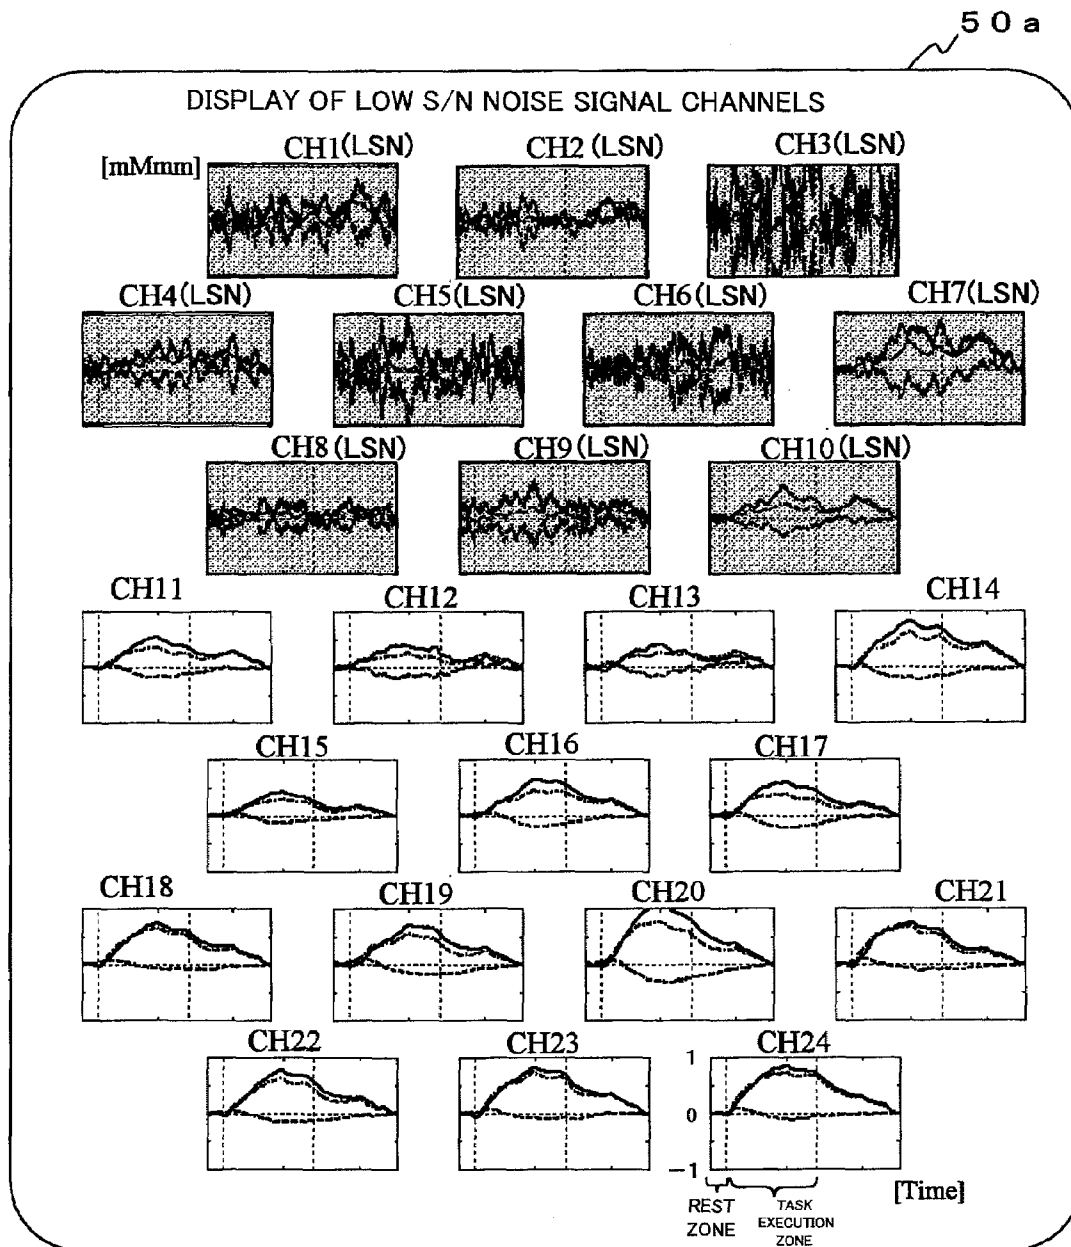 50a
DISPLAY OF LOW S/N NOISE SIGNAL CHANNELS
[mMmm]
CH1(LSN) CH2 (LSN) CH3(LSN)
CH4(LSN) CH5(LSN) CH6(LSN) CH7(LSN)
CH8(LSN) CH9(LSN) CH10(LSN)
CH11 CH12 CH13 CH14
CH15 CH16 CH17
CH18 CH19 CH20 CH21
CH22 CH23 CH24
1
0
-1
[Time]
REST
ZONE
TASK
EXECUTION
ZONE